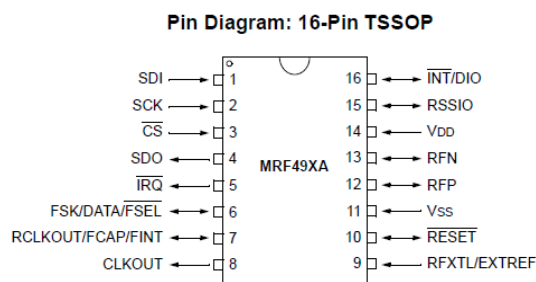 Pin Diagram: 16-Pin TSSOP
SDI 1 16 INT/DIO
SCK 2 15 RSSIO
CS 3 14 VDD
SDO 4 MRF49XA 13 RFN
IRQ 5 12 RFP
FSK/DATA/FSEL 6 11 VSS
RCLKOUT/FCAP/FINT 7 10 RESET
CLKOUT 8 9 RFXTL/EXTREF